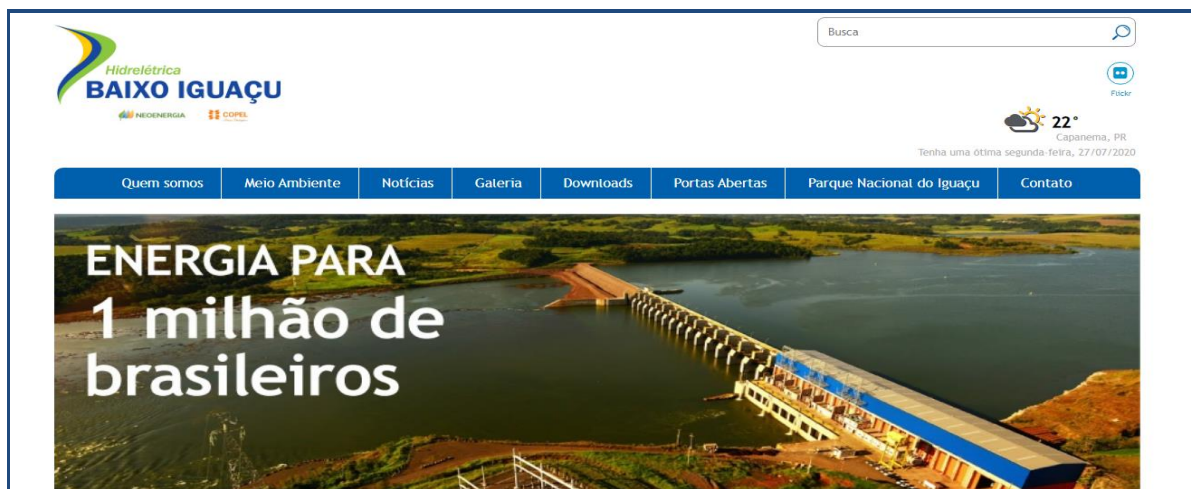 Busca
Hidrelétrica
BAIXO IGUAÇU
NEOENERGIA COPEL
Flickr
22°
Capanema, PR
Tenha uma ótima segunda-feira, 27/07/2020
Quem somos Meio Ambiente Notícias Galeria Downloads Portas Abertas Parque Nacional do Iguaçu Contato
ENERGIA PARA
1 milhão de
brasileiros